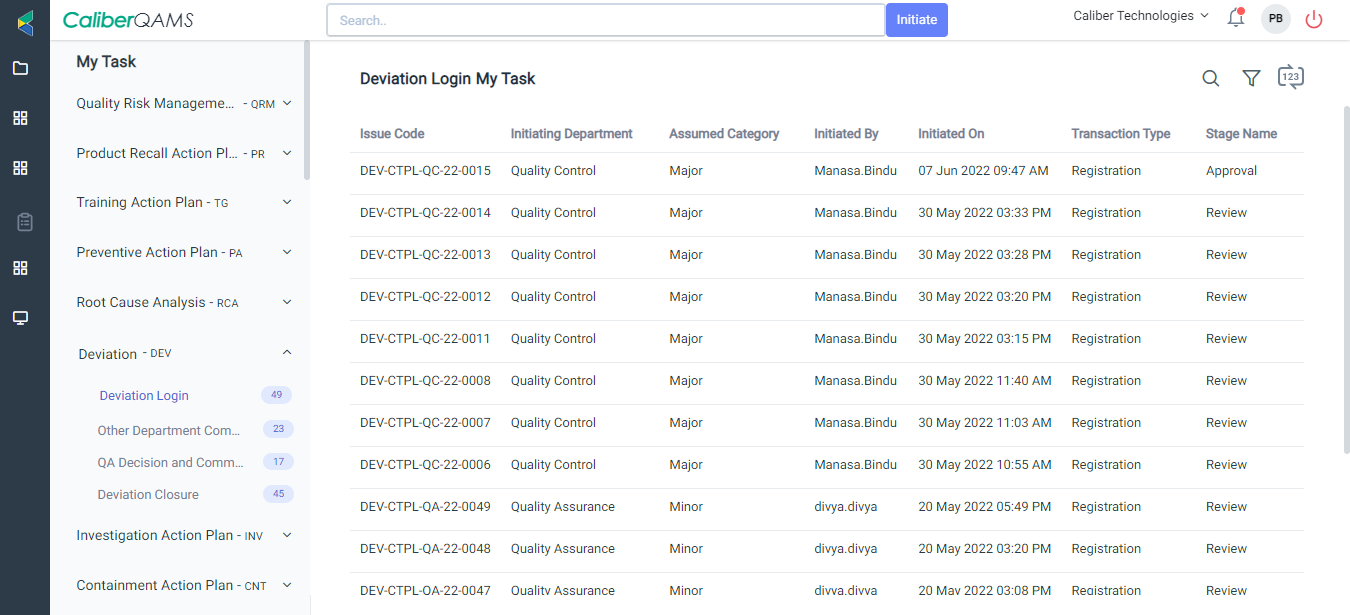 CaliberQAMS
Search..
Initiate
Caliber Technologies
PB
My Task
Quality Risk Manageme... - QRM
Product Recall Action Pl... - PR
Training Action Plan - TG
Preventive Action Plan - PA
Root Cause Analysis - RCA
Deviation - DEV
Deviation Login 49
Other Department Com... 23
QA Decision and Comm... 17
Deviation Closure 45
Investigation Action Plan - INV
Containment Action Plan - CNT
Deviation Login My Task
123
Issue Code Initiating Department Assumed Category Initiated By Initiated On Transaction Type Stage Name
DEV-CTPL-QC-22-0015 Quality Control Major Manasa.Bindu 07 Jun 2022 09:47 AM Registration Approval
DEV-CTPL-QC-22-0014 Quality Control Major Manasa.Bindu 30 May 2022 03:33 PM Registration Review
DEV-CTPL-QC-22-0013 Quality Control Major Manasa.Bindu 30 May 2022 03:28 PM Registration Review
DEV-CTPL-QC-22-0012 Quality Control Major Manasa.Bindu 30 May 2022 03:20 PM Registration Review
DEV-CTPL-QC-22-0011 Quality Control Major Manasa.Bindu 30 May 2022 03:15 PM Registration Review
DEV-CTPL-QC-22-0008 Quality Control Major Manasa.Bindu 30 May 2022 11:40 AM Registration Review
DEV-CTPL-QC-22-0007 Quality Control Major Manasa.Bindu 30 May 2022 11:03 AM Registration Review
DEV-CTPL-QC-22-0006 Quality Control Major Manasa.Bindu 30 May 2022 10:55 AM Registration Review
DEV-CTPL-QA-22-0049 Quality Assurance Minor divya.divya 20 May 2022 05:49 PM Registration Review
DEV-CTPL-QA-22-0048 Quality Assurance Minor divya.divya 20 May 2022 03:20 PM Registration Review
DEV-CTPL-QA-22-0047 Quality Assurance Minor divya.divya 20 May 2022 03:08 PM Registration Review